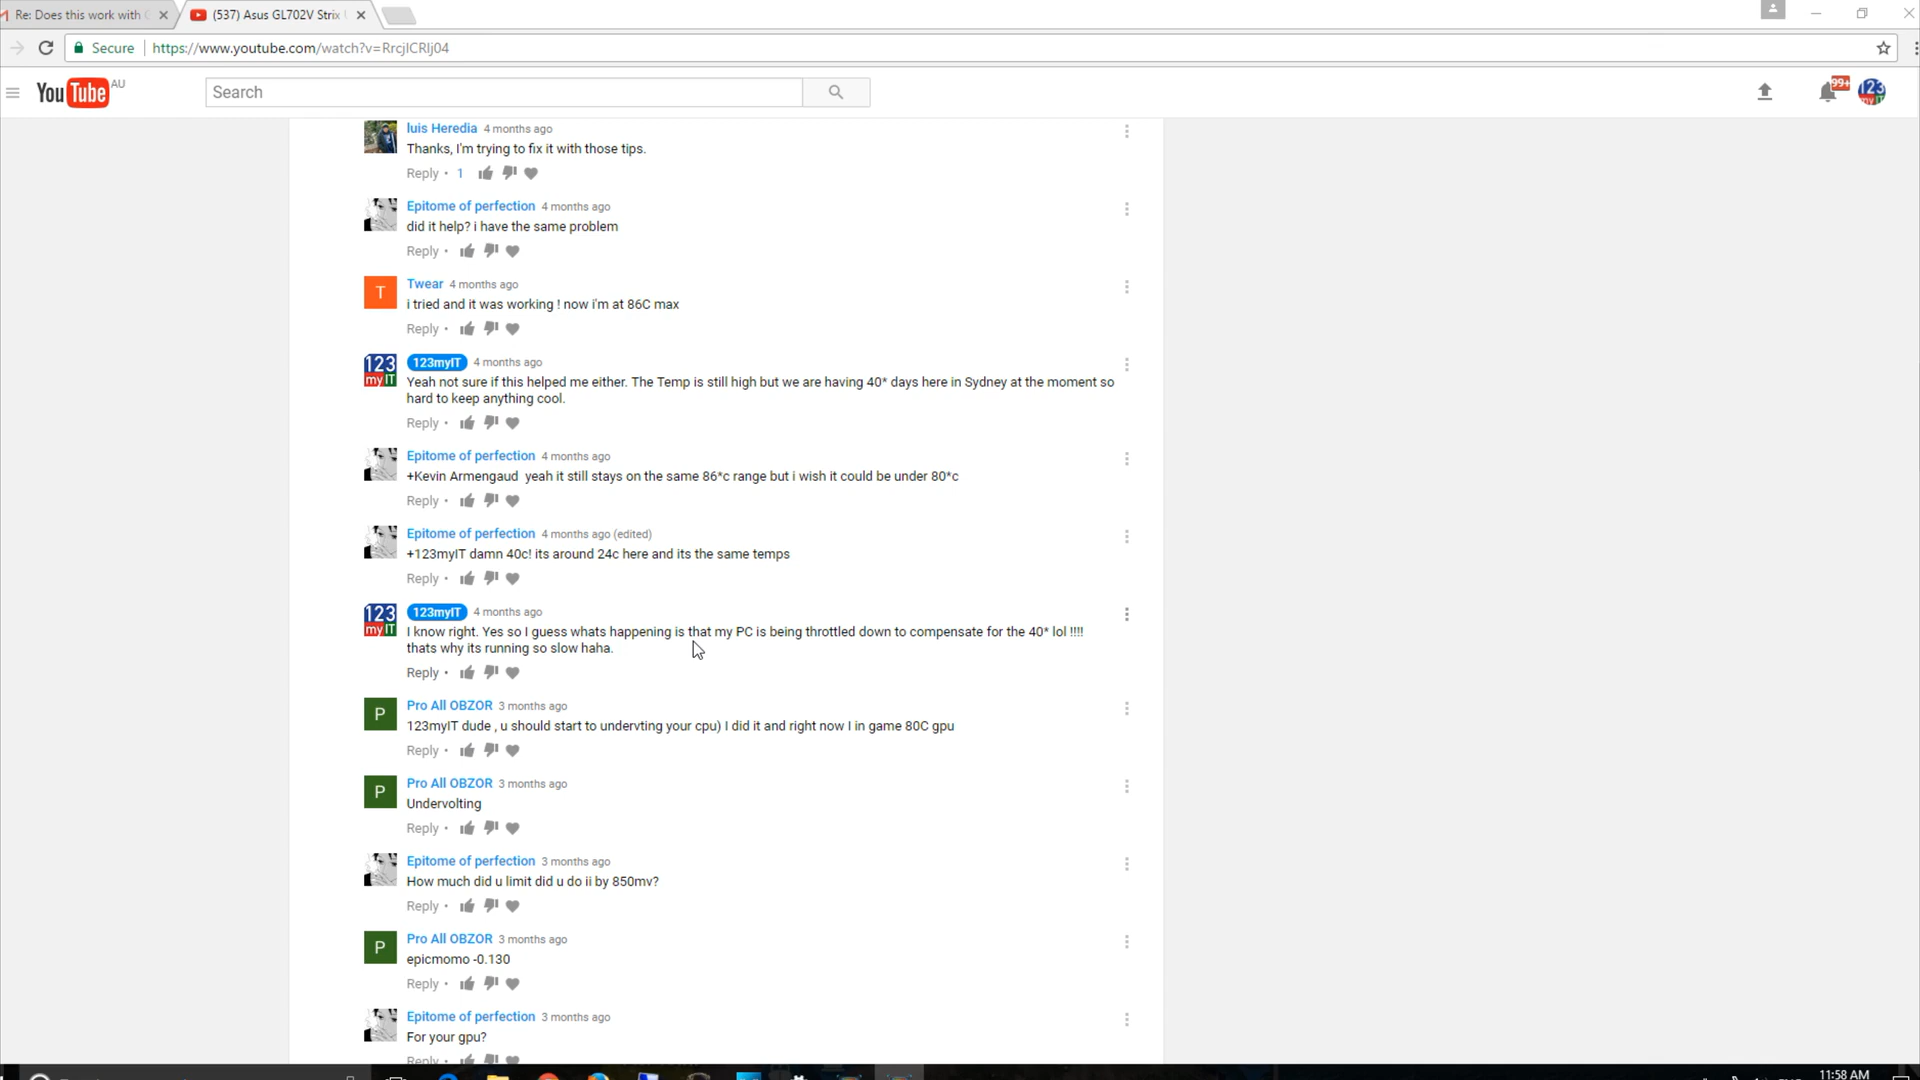 Re: Does this work with
(537) Asus GL702V Strix
Secure https://www.youtube.com/watch?v=RrcjICRIj04
YouTube AU
Search
99+
123 myIT
luis Heredia 4 months ago
Thanks, I'm trying to fix it with those tips.
Reply • 1
Epitome of perfection 4 months ago
did it help? i have the same problem
Reply •
T
Twear 4 months ago
i tried and it was working ! now i'm at 86C max
Reply •
123 myIT
123myIT 4 months ago
Yeah not sure if this helped me either. The Temp is still high but we are having 40* days here in Sydney at the moment so
hard to keep anything cool.
Reply •
Epitome of perfection 4 months ago
+Kevin Armengaud yeah it still stays on the same 86*c range but i wish it could be under 80*c
Reply •
Epitome of perfection 4 months ago (edited)
+123myIT damn 40c! its around 24c here and its the same temps
Reply •
123 myIT
123myIT 4 months ago
I know right. Yes so I guess whats happening is that my PC is being throttled down to compensate for the 40* lol !!!!
thats why its running so slow haha.
Reply •
P
Pro All OBZOR 3 months ago
123myIT dude , u should start to undervting your cpu) I did it and right now I in game 80C gpu
Reply •
P
Pro All OBZOR 3 months ago
Undervolting
Reply •
Epitome of perfection 3 months ago
How much did u limit did u do ii by 850mv?
Reply •
P
Pro All OBZOR 3 months ago
epicmomo -0.130
Reply •
Epitome of perfection 3 months ago
For your gpu?
Reply •
11:58 AM